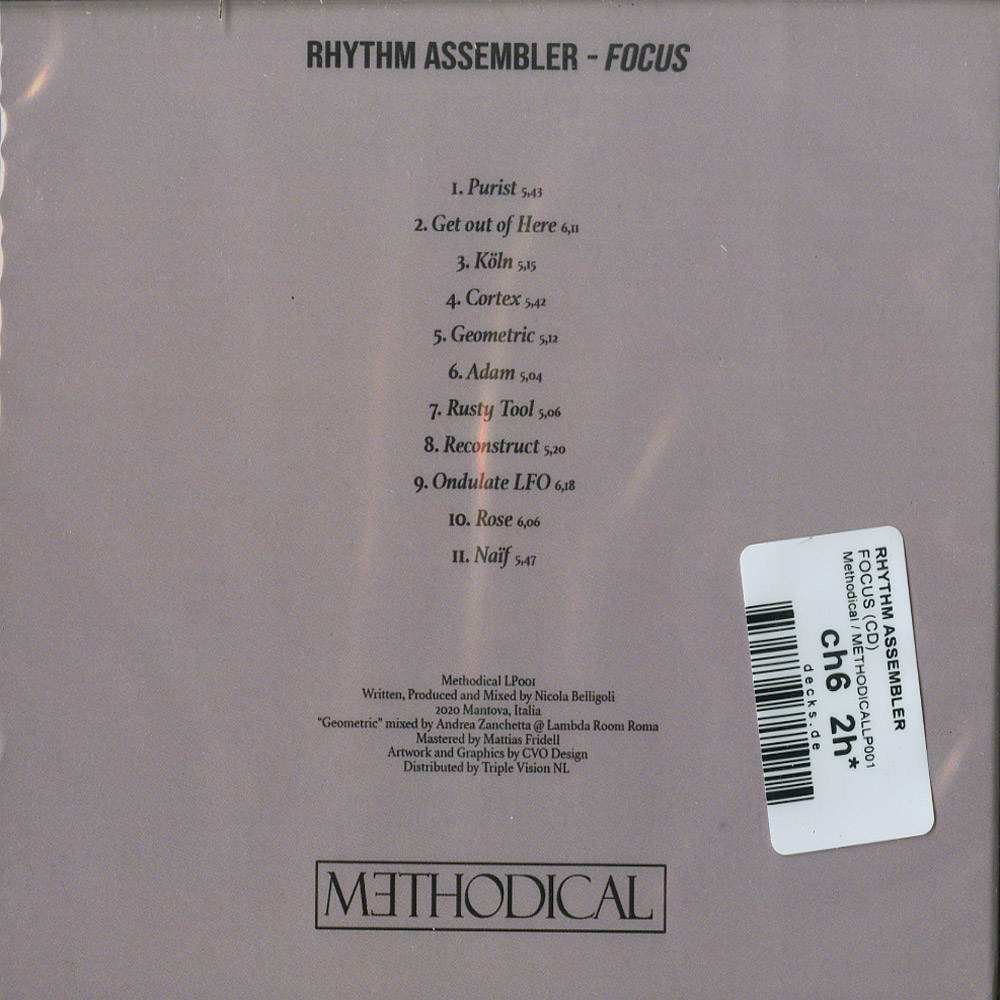 RHYTHM ASSEMBLER - FOCUS
1. Purist 5,43
2. Get out of Here 6,11
3. Köln 5,15
4. Cortex 5,42
5. Geometric 5,12
6. Adam 5,04
7. Rusty Tool 5,06
8. Reconstruct 5,20
9. Ondulate LFO 6,18
10. Rose 6,06
11. Naïf 5,47
Methodical LP001
Written, Produced and Mixed by Nicola Belligoli
2020 Mantova, Italia
"Geometric" mixed by Andrea Zanchetta @ Lambda Room Roma
Mastered by Mattias Fridell
Artwork and Graphics by CVO Design
Distributed by Triple Vision NL
MƎTHODICAL
RHYTHM ASSEMBLER
FOCUS (CD)
Methodical / METHODICALLP001
ch6 2h*
decks.de